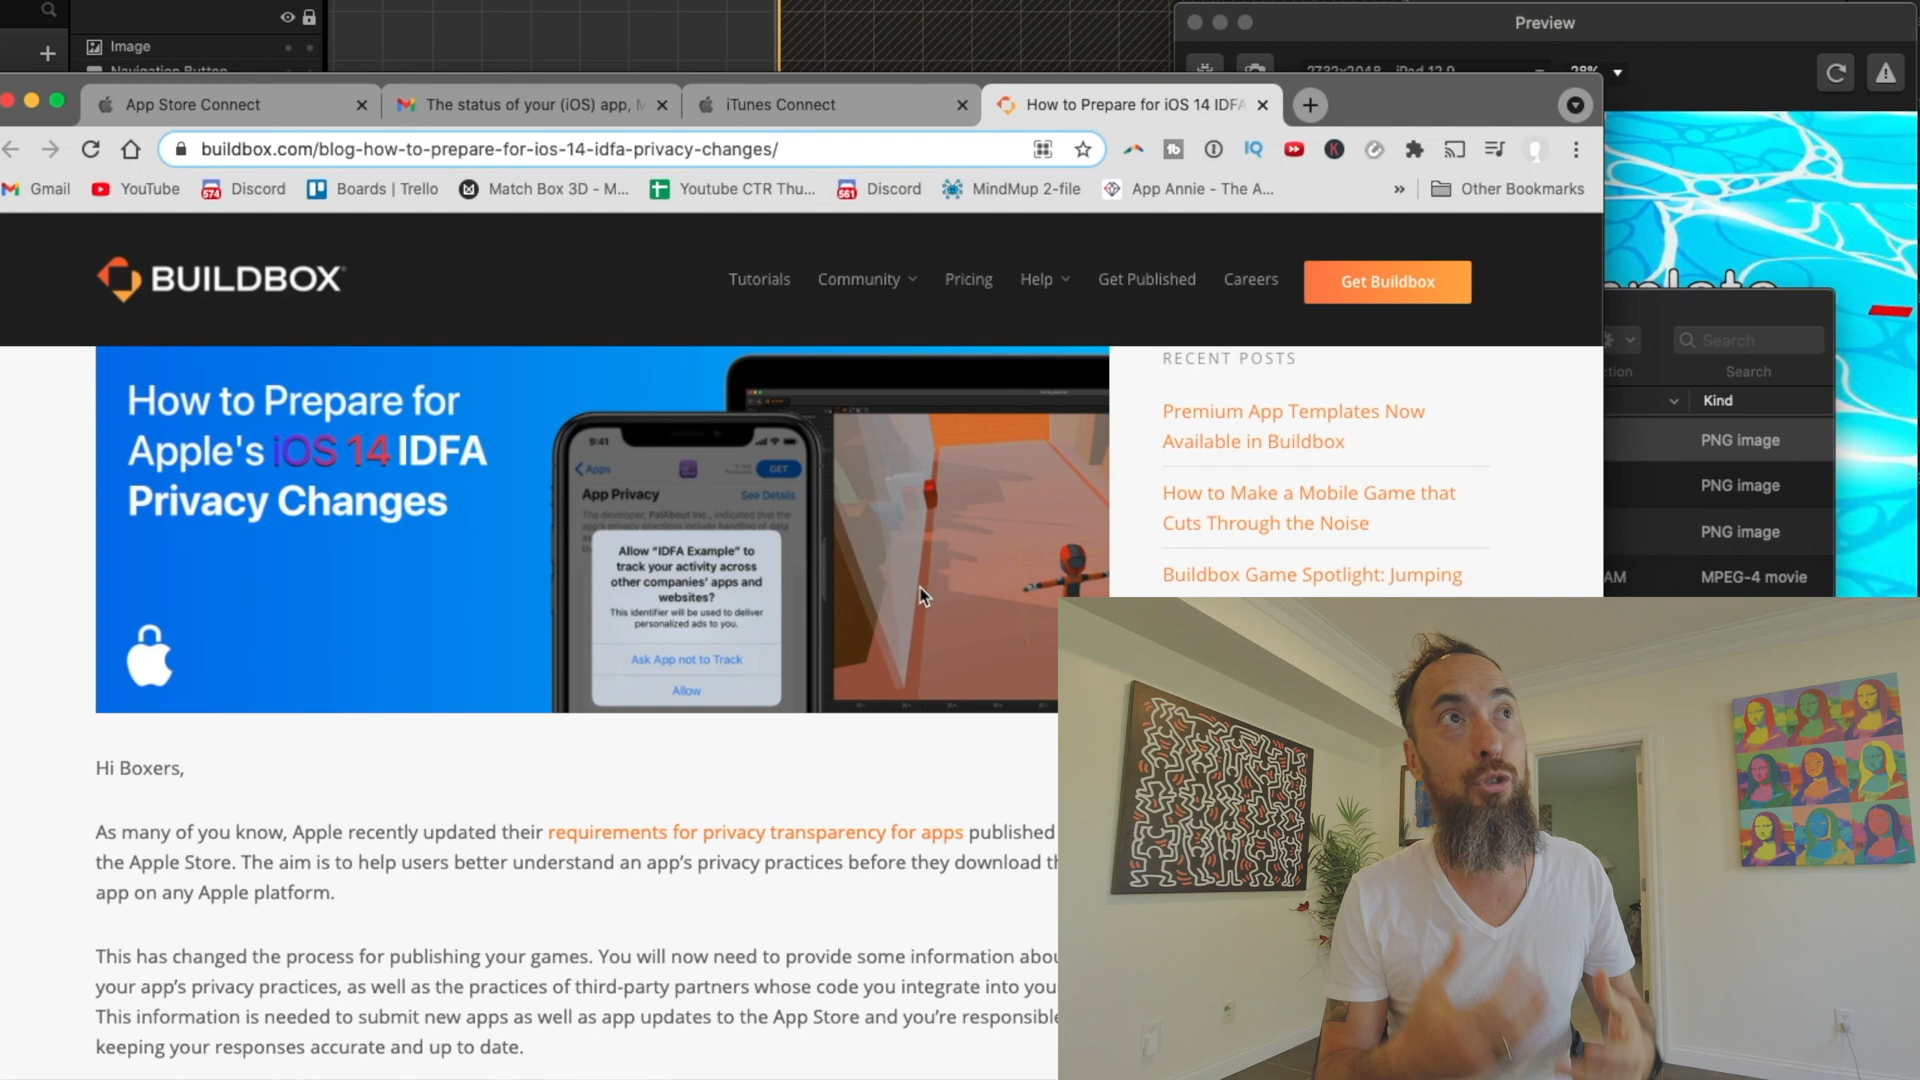 Image
Preview
App Store Connect
The status of your (iOS) app, M
iTunes Connect
How to Prepare for iOS 14 IDFA
buildbox.com/blog-how-to-prepare-for-ios-14-idfa-privacy-changes/
Gmail
YouTube
574
Discord
Boards | Trello
Match Box 3D - M...
Youtube CTR Thu...
561
Discord
MindMup 2-file
App Annie - The A...
Other Bookmarks
BUILDBOX
Tutorials
Community
Pricing
Help
Get Published
Careers
Get Buildbox
How to Prepare for
Apple's iOS 14 IDFA
Privacy Changes
9:41
Apps
GET
App Privacy
See Details
Allow "IDFA Example" to
track your activity across
other companies' apps and
websites?
This identifier will be used to deliver
personalized ads to you.
Ask App not to Track
Allow
RECENT POSTS
Premium App Templates Now
Available in Buildbox
How to Make a Mobile Game that
Cuts Through the Noise
Buildbox Game Spotlight: Jumping
Search
Search
Kind
PNG image
PNG image
PNG image
AM
MPEG-4 movie
Hi Boxers,
As many of you know, Apple recently updated their requirements for privacy transparency for apps published
the Apple Store. The aim is to help users better understand an app's privacy practices before they download
app on any Apple platform.
This has changed the process for publishing your games. You will now need to provide some information
your app's privacy practices, as well as the practices of third-party partners whose code you integrate into
This information is needed to submit new apps as well as app updates to the App Store and you're responsible
keeping your responses accurate and up to date.